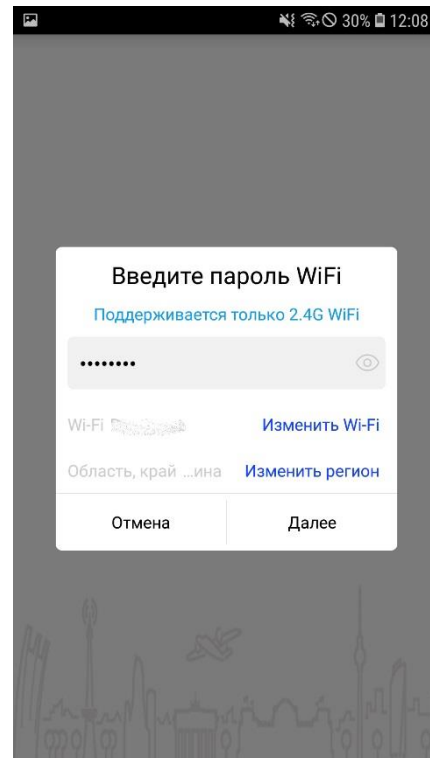 30% 12:08
Введите пароль WiFi
Поддерживается только 2.4G WiFi
••••••••
Wi-Fi Изменить Wi-Fi
Область, край ...ина Изменить регион
Отмена Далее